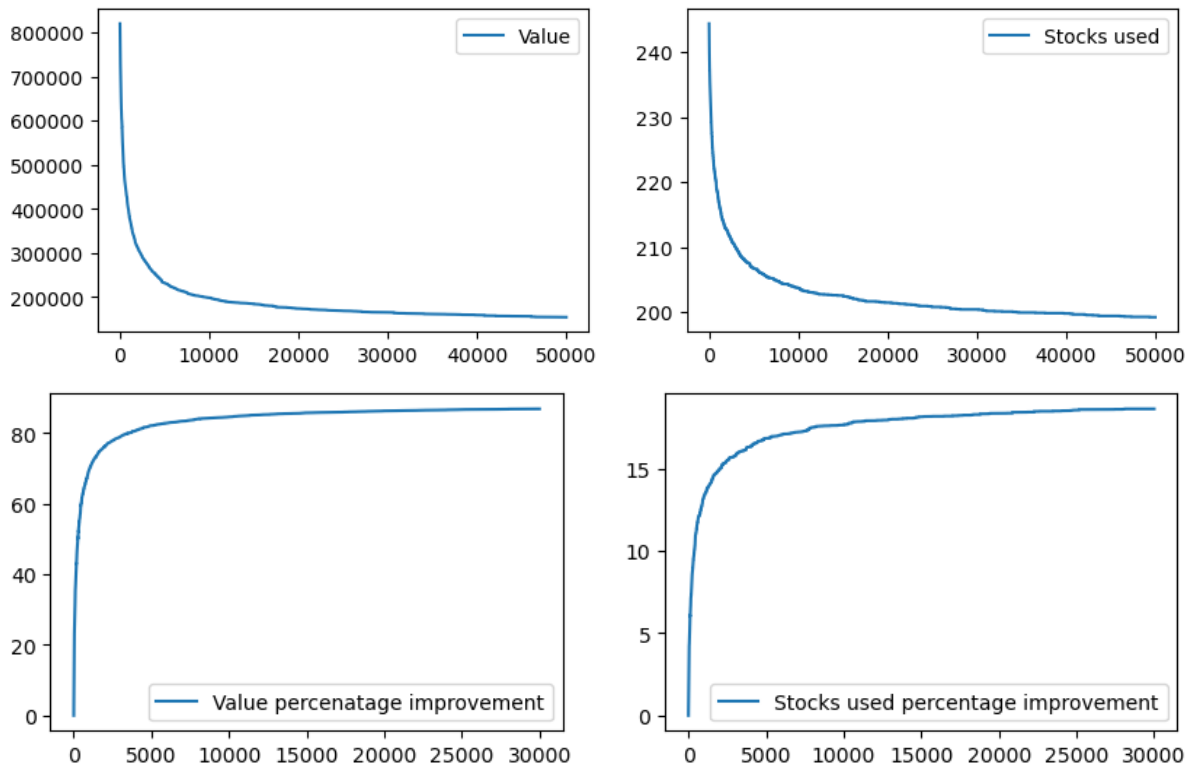 800000
700000
600000
500000
400000
300000
200000
Value
0 10000 20000 30000 40000 50000
240
230
220
210
200
Stocks used
0 10000 20000 30000 40000 50000
80
60
40
20
0
Value percenatage improvement
0 5000 10000 15000 20000 25000 30000
15
10
5
0
Stocks used percentage improvement
0 5000 10000 15000 20000 25000 30000